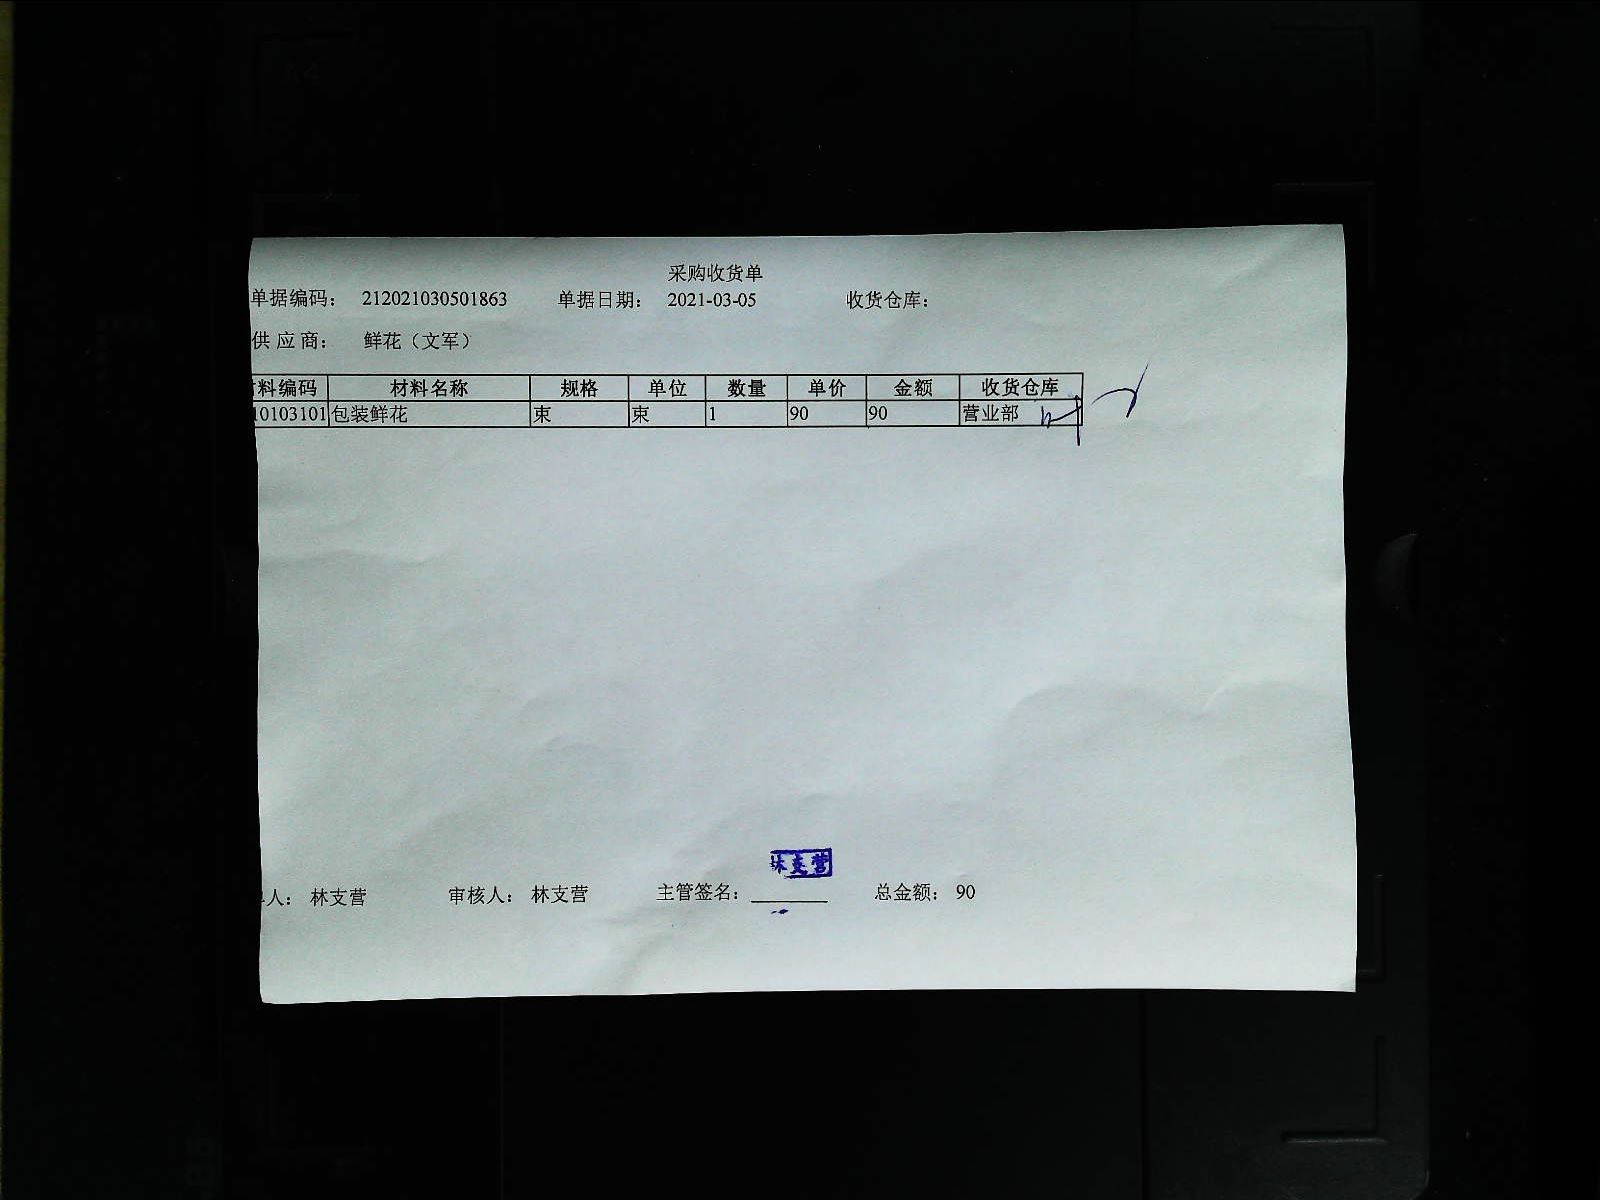 采购收货单
单据编码： 212021030501863 单据日期： 2021-03-05 收货仓库：
供 应 商： 鲜花（文军）
料编码 材料名称 规格 单位 数量 单价 金额 收货仓库
10103101 包装鲜花 束 束 1 90 90 营业部
林支营
人： 林支营 审核人： 林支营 主管签名： 总金额： 90